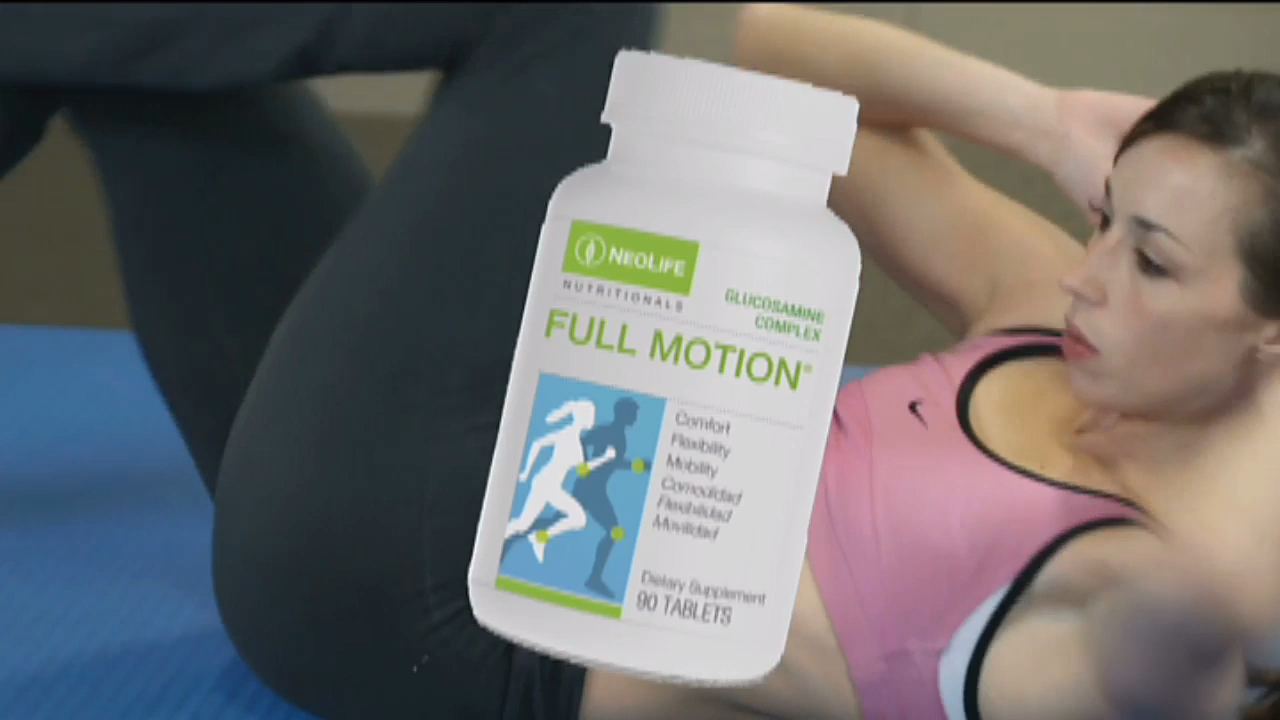 NEOLIFE
NUTRITIONALS
GLUCOSAMINE
COMPLEX
FULL MOTION®
Comfort
Flexibility
Mobility
Comodidad
Flexibilidad
Movilidad
Dietary Supplement
90 TABLETS